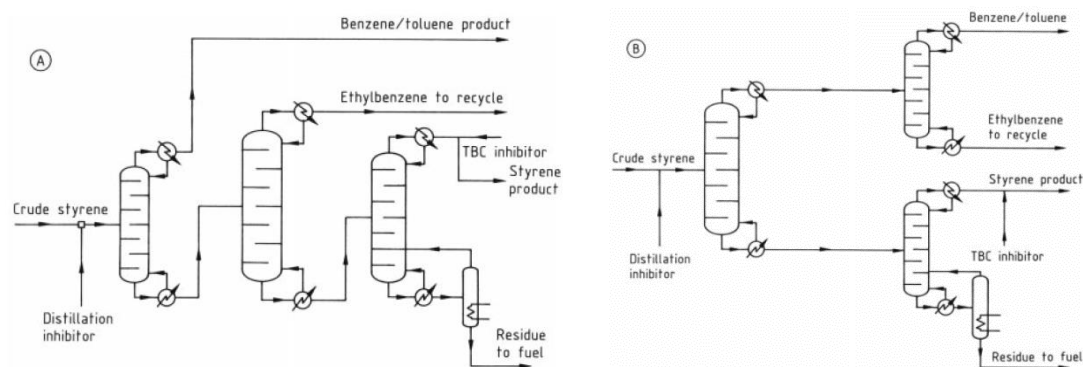 A
Benzene/toluene product
Ethylbenzene to recycle
TBC inhibitor
Styrene
product
Crude styrene
Distillation
inhibitor
Residue
to fuel
B
Benzene/toluene
Ethylbenzene
to recycle
Crude styrene
Styrene product
Distillation
inhibitor
TBC inhibitor
Residue to fuel